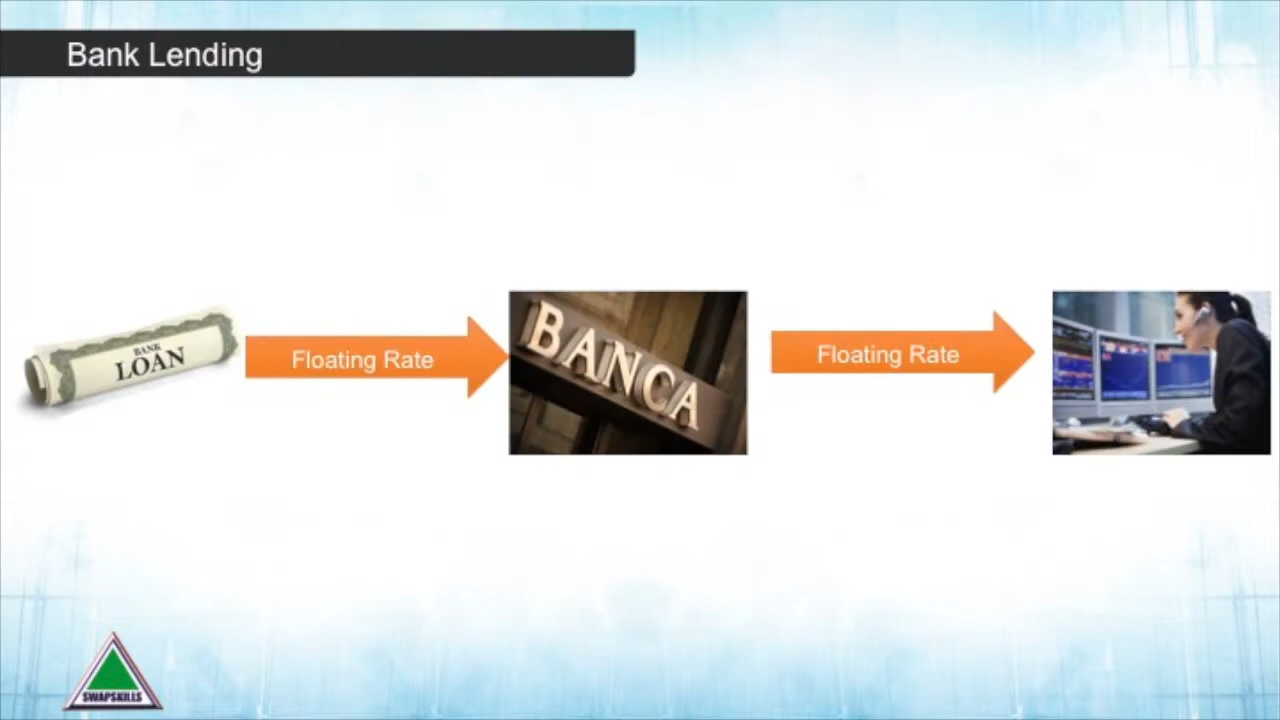 Bank Lending
BANK
LOAN
Floating Rate
BANCA
Floating Rate
SWAPSKILLS